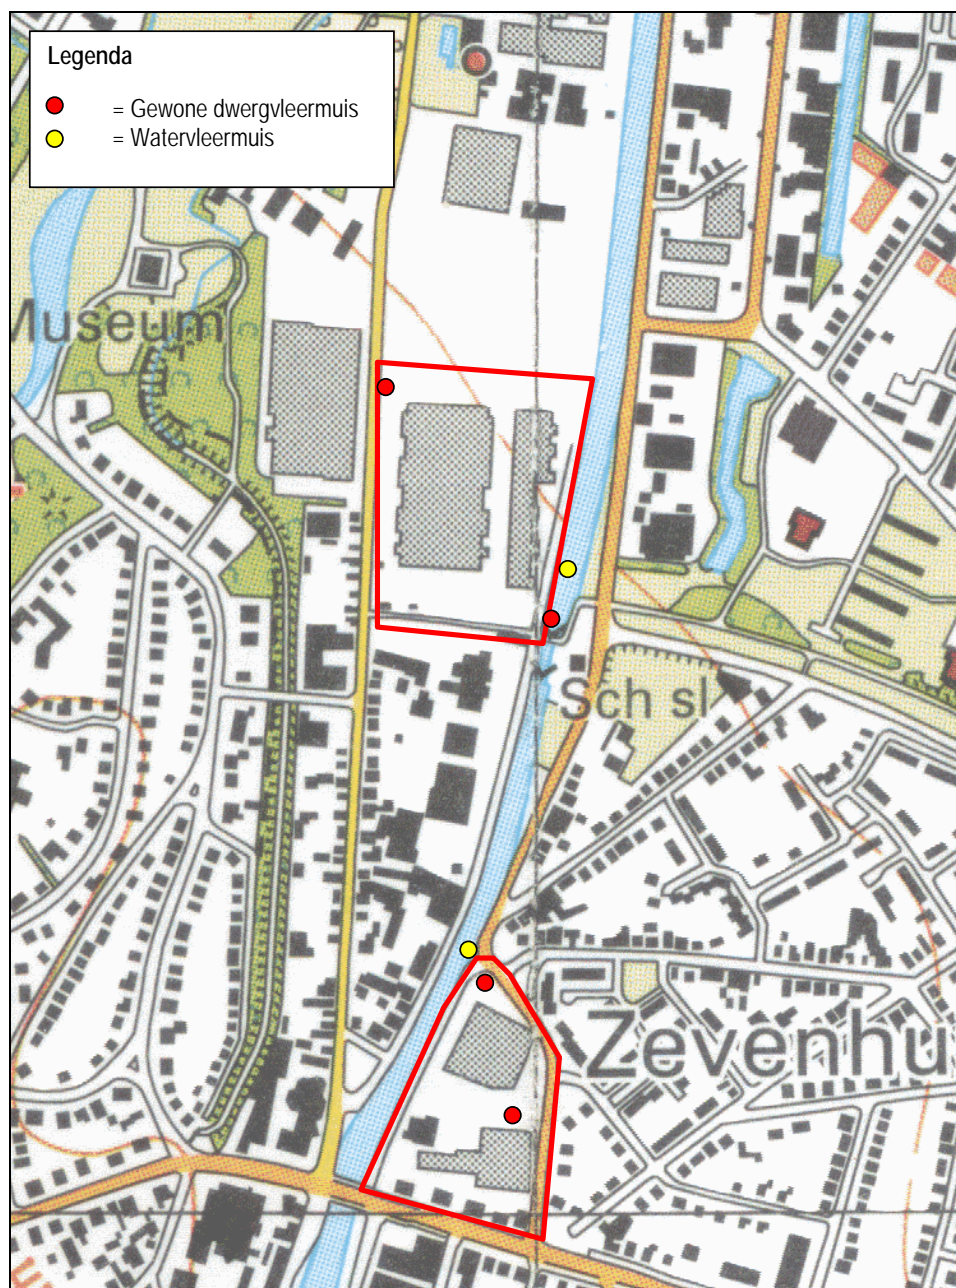 Legenda
= Gewone dwergvleermuis
= Watervleermuis
Museum
Sch sl
Zevenhu